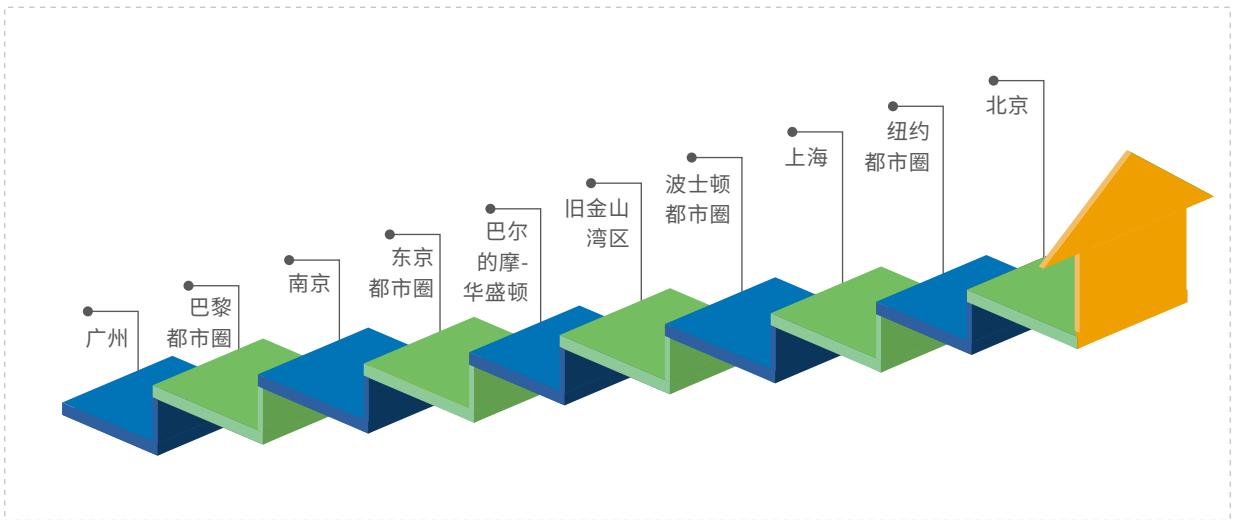 广州
巴黎
都市圈
南京
东京
都市圈
巴尔
的摩-
华盛顿
旧金山
湾区
波士顿
都市圈
上海
纽约
都市圈
北京